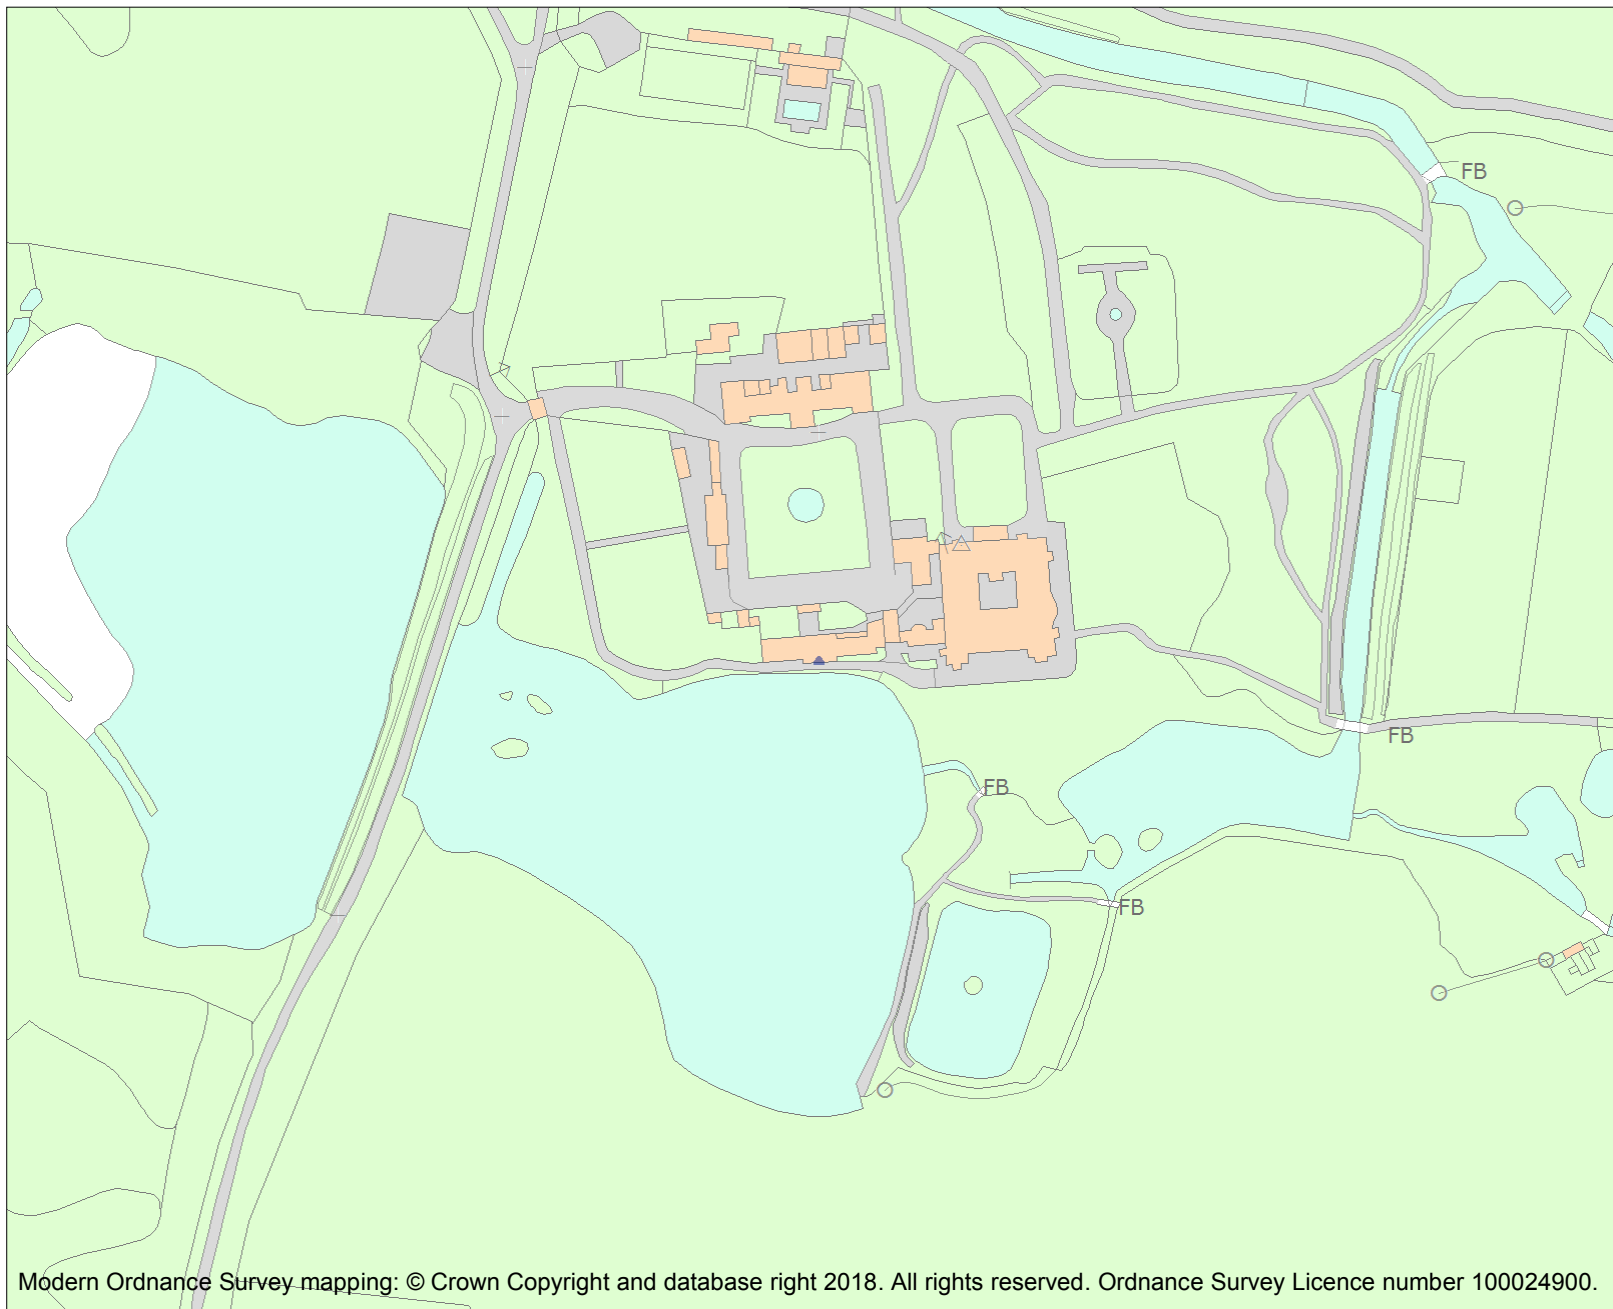 FB
FB
FB
FB
Modern Ordnance Survey mapping: © Crown Copyright and database right 2018. All rights reserved. Ordnance Survey Licence number 100024900.